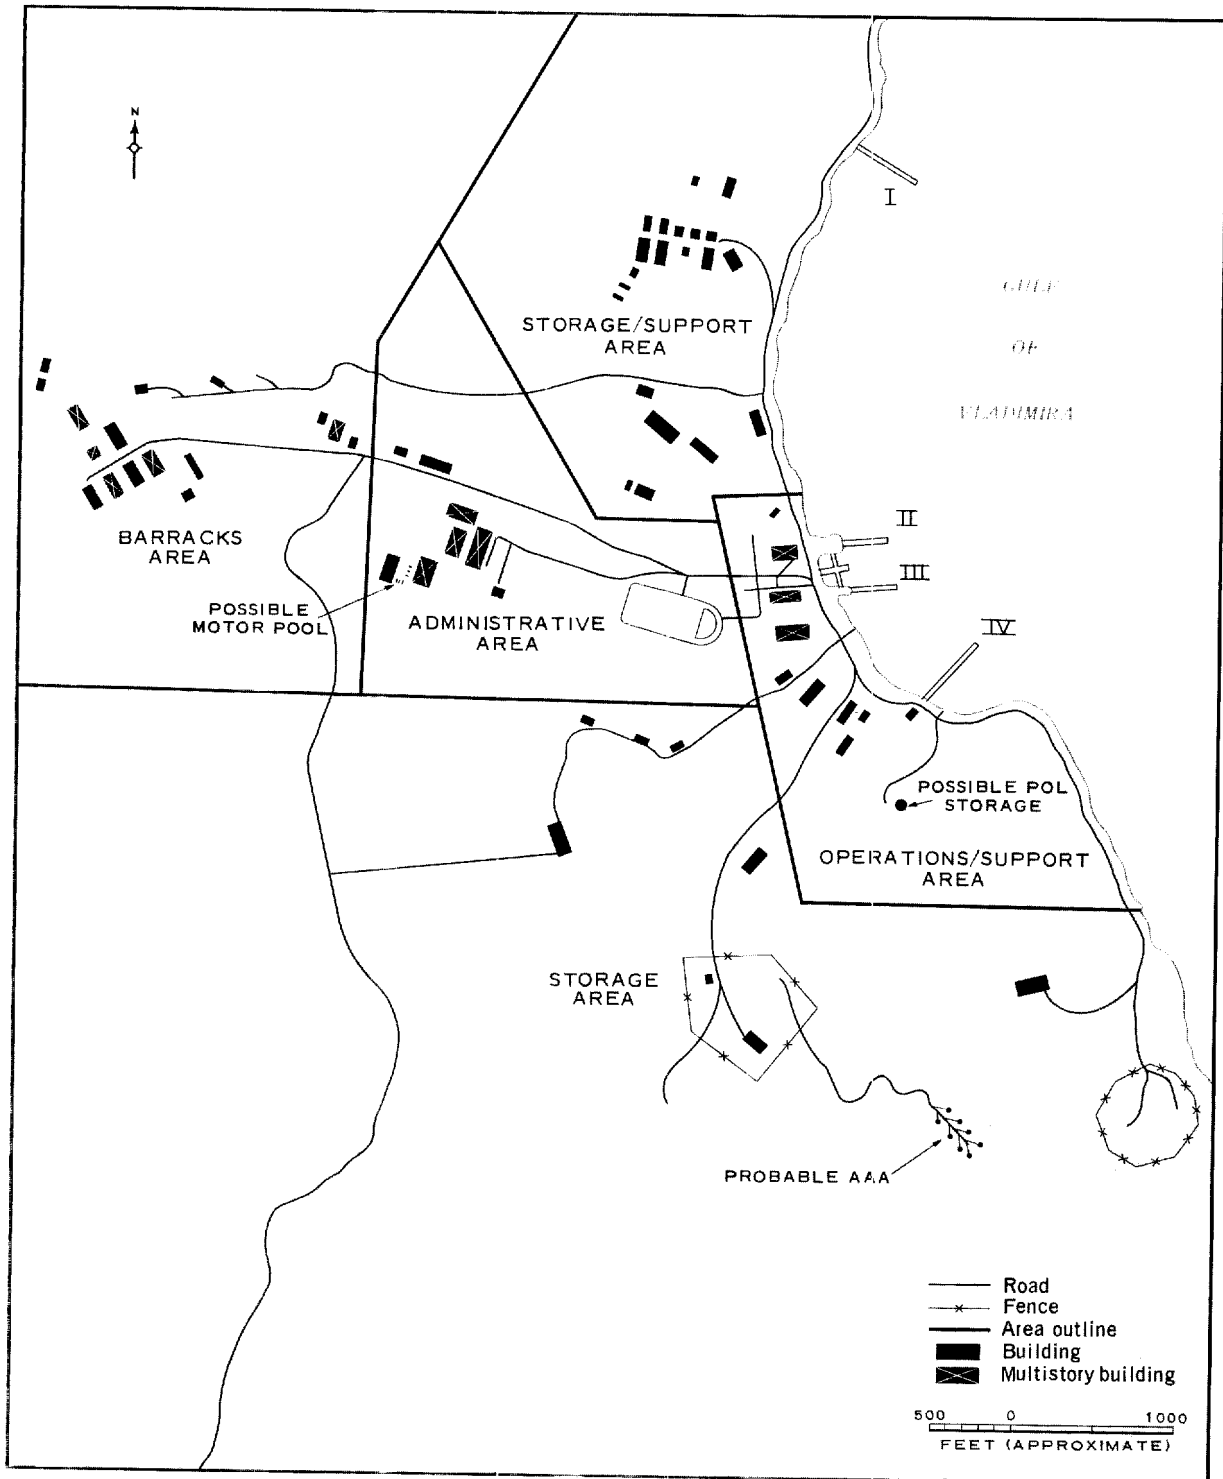 N
I
GULF
OF
VLADIMIRA
STORAGE/SUPPORT
AREA
II
III
BARRACKS
AREA
POSSIBLE
MOTOR POOL
ADMINISTRATIVE
AREA
IV
POSSIBLE POL
STORAGE
OPERATIONS/SUPPORT
AREA
STORAGE
AREA
PROBABLE AAA
Road
Fence
Area outline
Building
Multistory building
500 0 1000
FEET (APPROXIMATE)